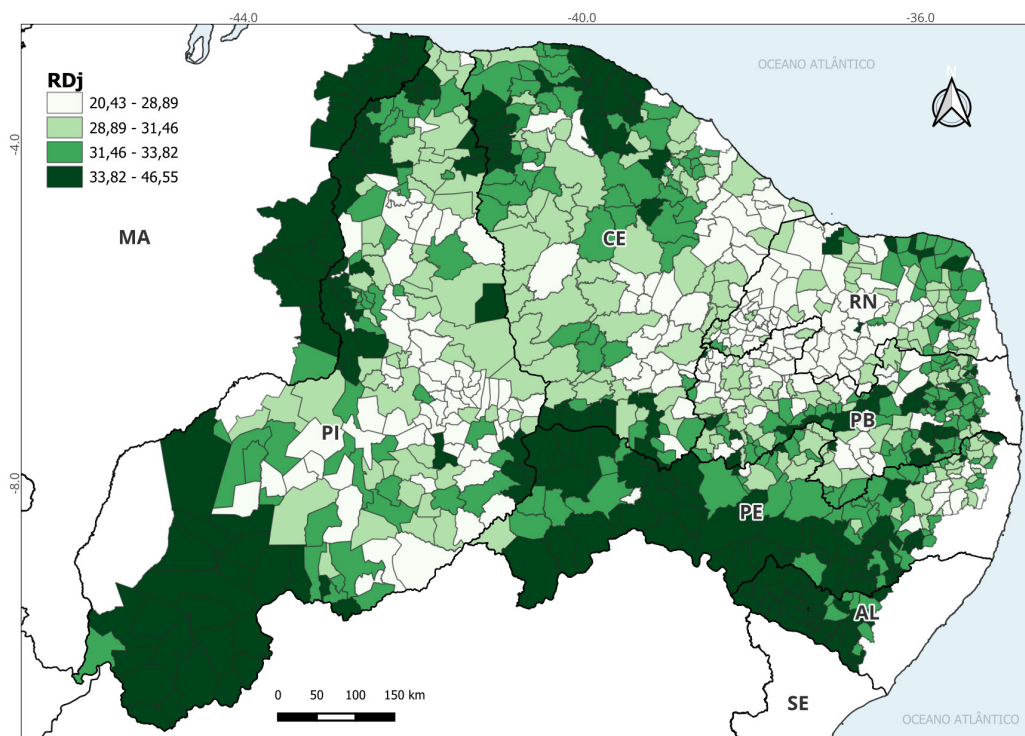 -44.0
-40.0
-36.0
OCEANO ATLÂNTICO
N
RDj
20,43 - 28,89
28,89 - 31,46
31,46 - 33,82
33,82 - 46,55
-4.0
MA
CE
RN
PB
PI
-8.0
PE
AL
0 50 100 150 km
SE
OCEANO ATLÂNTICO